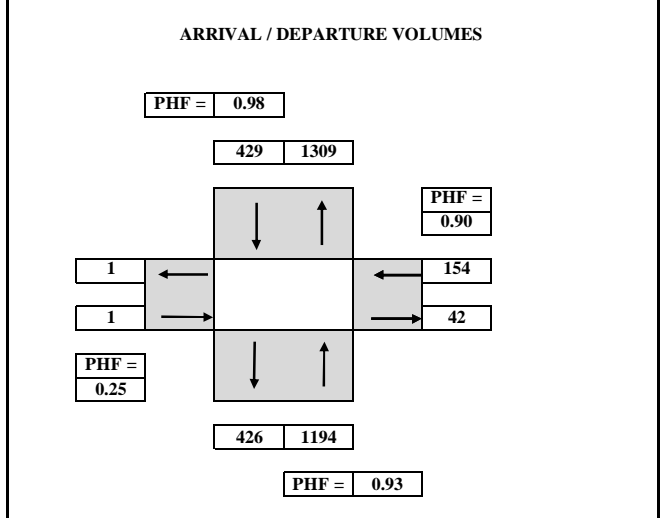 ARRIVAL / DEPARTURE VOLUMES
PHF = 0.98
429 1309
PHF =
0.90
1 154
1 42
PHF =
0.25
426 1194
PHF = 0.93